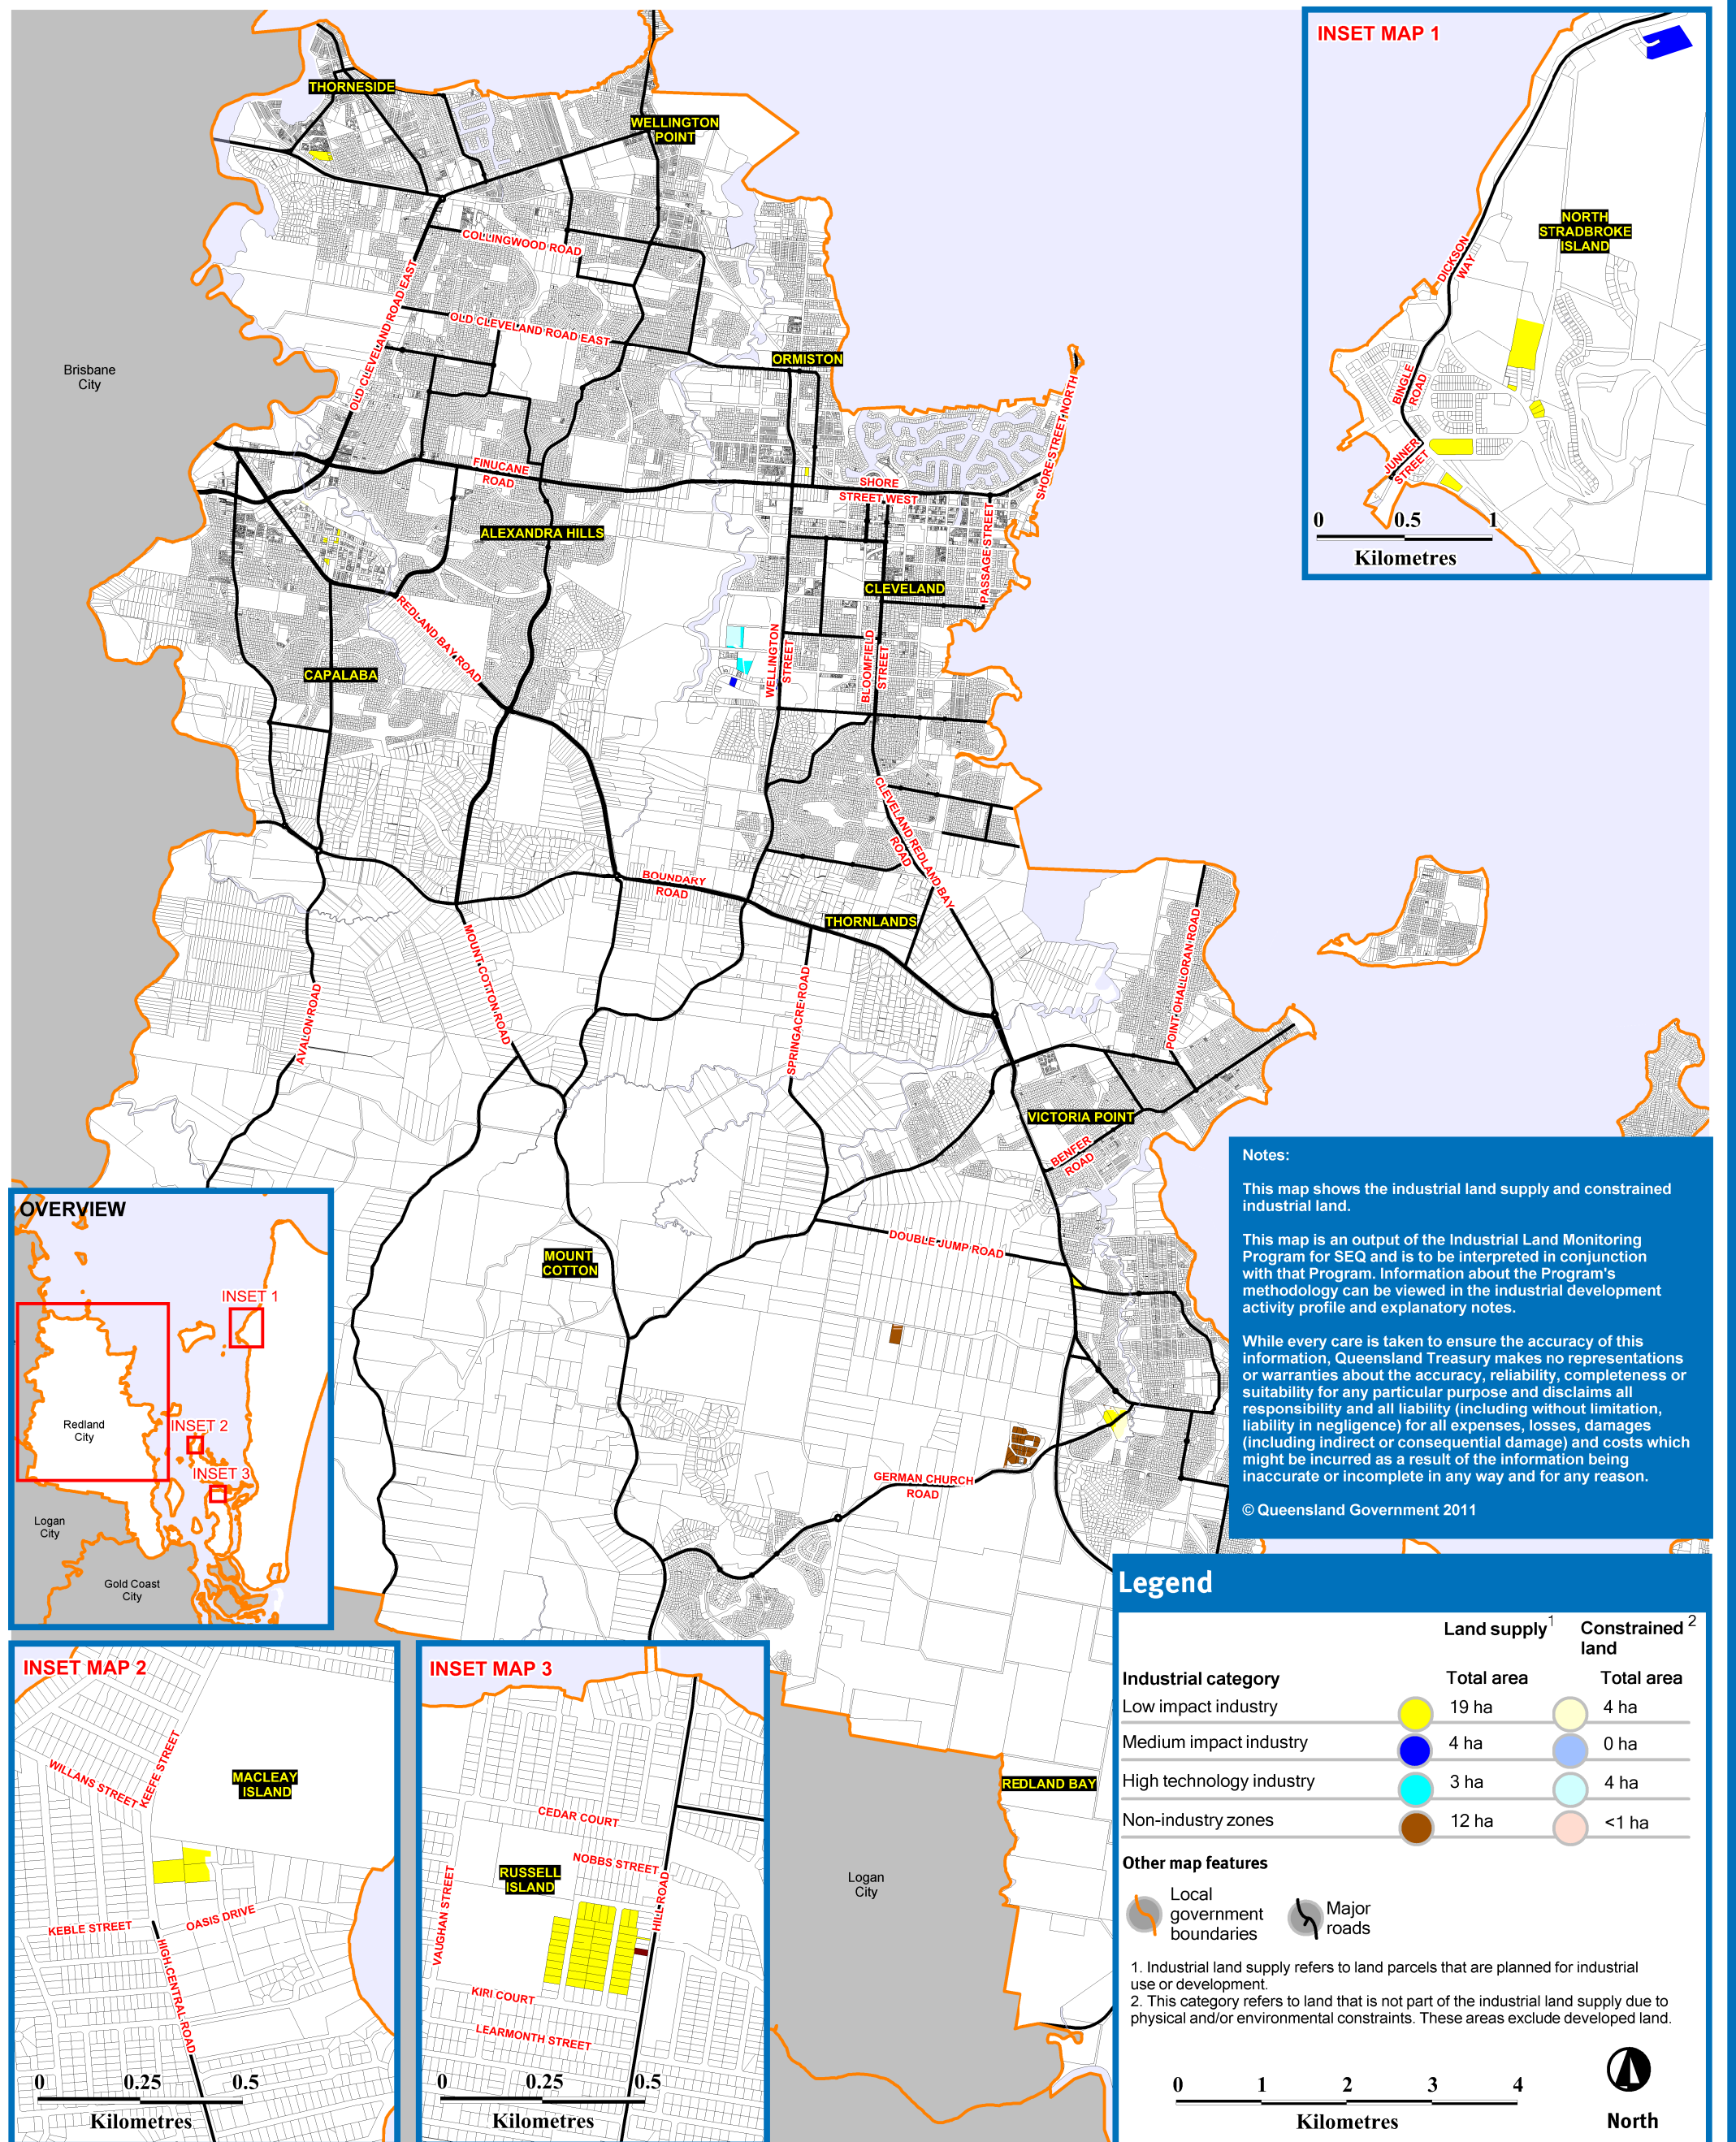 THORNESIDE
WELLINGTON
POINT
COLLINGWOOD ROAD
OLD CLEVELAND ROAD EAST
OLD CLEVELAND ROAD EAST
ORMISTON
Brisbane
City
FINUCANE
ROAD
SHORE
STREET WEST
SHORE STREET NORTH
ALEXANDRA HILLS
PASSAGE STREET
CLEVELAND
REDLAND BAY ROAD
WELLINGTON
STREET
BLOOMFIELD
STREET
CAPALABA
CLEVELAND REDLAND BAY
ROAD
BOUNDARY
ROAD
THORNLANDS
MOUNT COTTON ROAD
AVALON ROAD
SPRINGACRE ROAD
POINT OHALLORAN ROAD
VICTORIA POINT
BENFER
ROAD
DOUBLE JUMP ROAD
MOUNT
COTTON
GERMAN CHURCH
ROAD
REDLAND BAY
Logan
City
INSET MAP 1
NORTH
STRADBROKE
ISLAND
DICKSON
WAY
BINGLE
ROAD
JUNNER
STREET
0 0.5 1
Kilometres
OVERVIEW
INSET 1
INSET 2
INSET 3
Redland
City
Logan
City
Gold Coast
City
INSET MAP 2
WILLANS STREET
KEEFE STREET
MACLEAY
ISLAND
KEBLE STREET
OASIS DRIVE
HIGH CENTRAL ROAD
0 0.25 0.5
Kilometres
INSET MAP 3
CEDAR COURT
NOBBS STREET
RUSSELL
ISLAND
VAUGHAN STREET
HILL ROAD
KIRI COURT
LEARMONTH STREET
0 0.25 0.5
Kilometres
Notes:
This map shows the industrial land supply and constrained
industrial land.
This map is an output of the Industrial Land Monitoring
Program for SEQ and is to be interpreted in conjunction
with that Program. Information about the Program's
methodology can be viewed in the industrial development
activity profile and explanatory notes.
While every care is taken to ensure the accuracy of this
information, Queensland Treasury makes no representations
or warranties about the accuracy, reliability, completeness or
suitability for any particular purpose and disclaims all
responsibility and all liability (including without limitation,
liability in negligence) for all expenses, losses, damages
(including indirect or consequential damage) and costs which
might be incurred as a result of the information being
inaccurate or incomplete in any way and for any reason.
© Queensland Government 2011
Legend
Land supply 1 Constrained 2
land
Industrial category Total area Total area
Low impact industry 19 ha 4 ha
Medium impact industry 4 ha 0 ha
High technology industry 3 ha 4 ha
Non-industry zones 12 ha <1 ha
Other map features
Local
government
boundaries
Major
roads
1. Industrial land supply refers to land parcels that are planned for industrial
use or development.
2. This category refers to land that is not part of the industrial land supply due to
physical and/or environmental constraints. These areas exclude developed land.
0 1 2 3 4
Kilometres
North